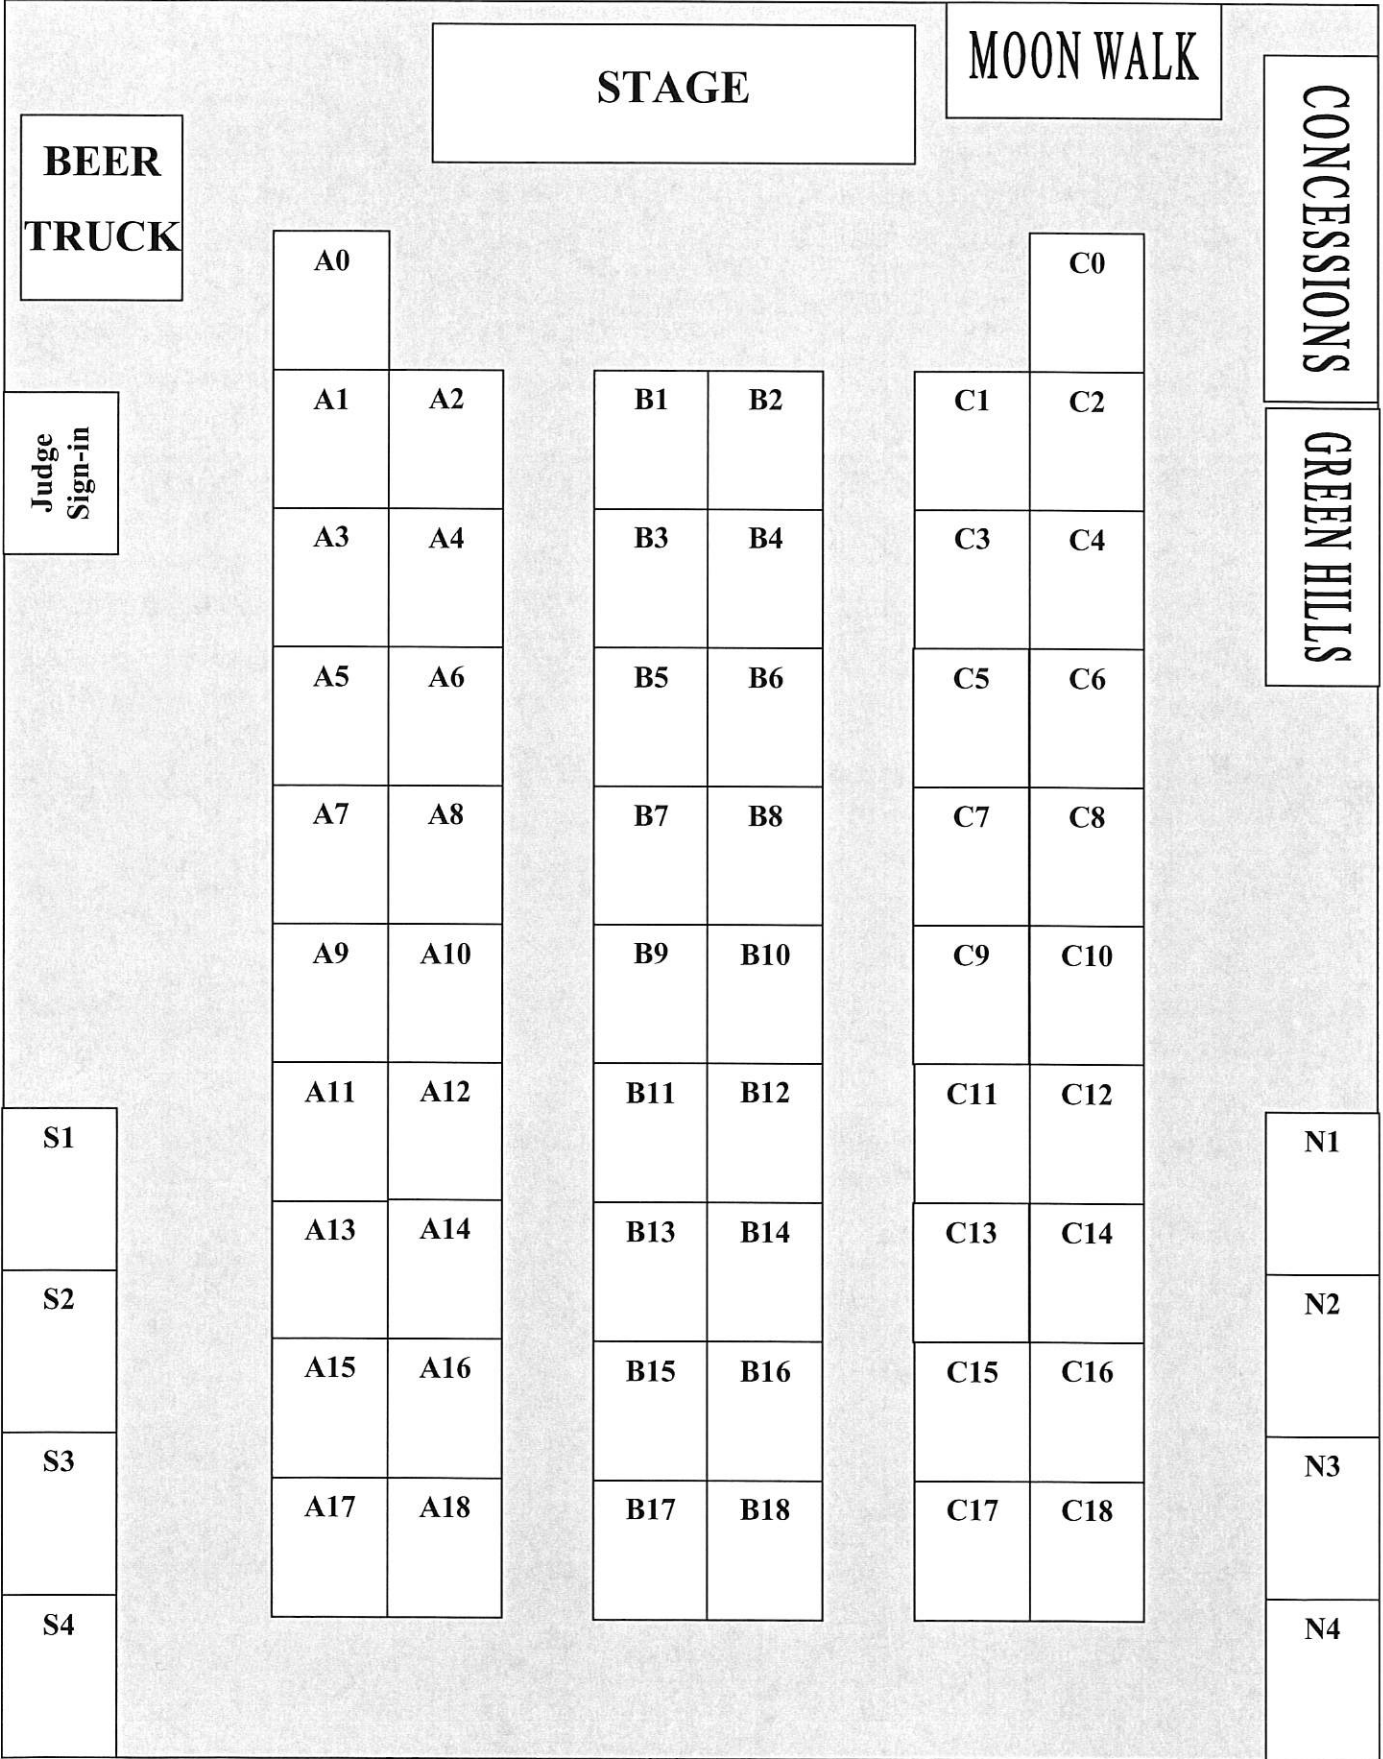 STAGE
MOON WALK
CONCESSIONS
BEER
TRUCK
A0
C0
A1 A2 B1 B2 C1 C2
Judge
Sign-in
GREEN HILLS
A3 A4 B3 B4 C3 C4
A5 A6 B5 B6 C5 C6
A7 A8 B7 B8 C7 C8
A9 A10 B9 B10 C9 C10
A11 A12 B11 B12 C11 C12
S1
N1
A13 A14 B13 B14 C13 C14
S2
N2
A15 A16 B15 B16 C15 C16
S3
N3
A17 A18 B17 B18 C17 C18
S4
N4